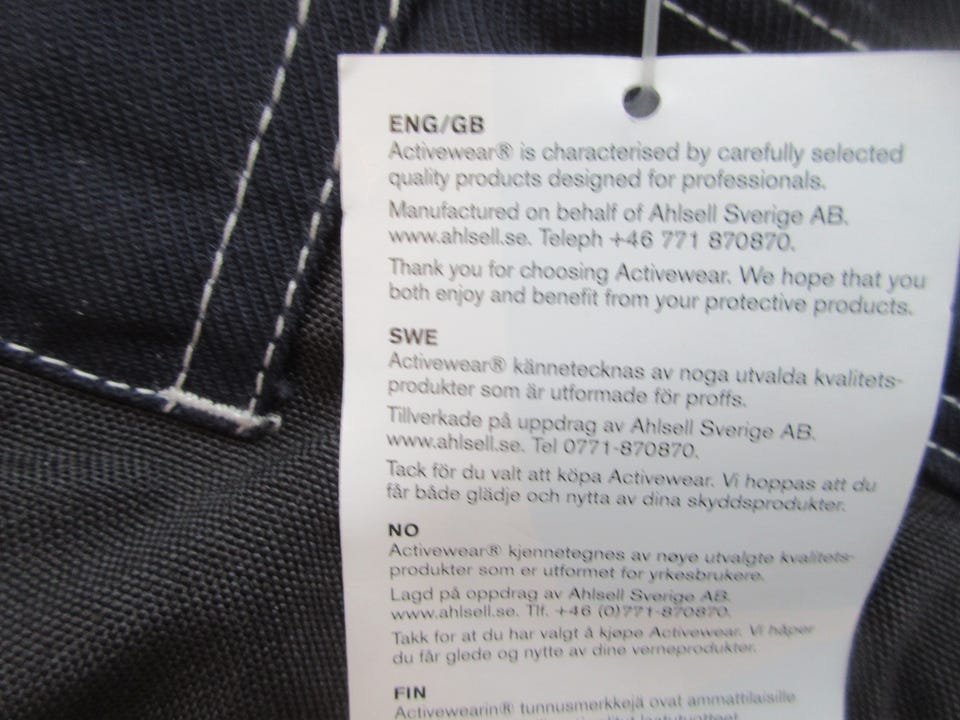 ENG/GB
Activewear® is characterised by carefully selected
quality products designed for professionals.
Manufactured on behalf of Ahlsell Sverige AB.
www.ahlsell.se. Teleph +46 771 870870.
Thank you for choosing Activewear. We hope that you
both enjoy and benefit from your protective products.
SWE
Activewear® kännetecknas av noga utvalda kvalitets-
produkter som är utformade för proffs.
Tillverkade på uppdrag av Ahlsell Sverige AB.
www.ahlsell.se. Tel 0771-870870.
Tack för du valt att köpa Activewear. Vi hoppas att du
får både glädje och nytta av dina skyddsprodukter.
NO
Activewear® kjennetegnes av nøye utvalgte kvalitets-
produkter som er utformet for yrkesbrukere.
Lagd på oppdrag av Ahlsell Sverige AB.
www.ahlsell.se. Tlf. +46 (0)771-870870.
Takk for at du har valgt å kjøpe Activewear. Vi håper
du får glede og nytte av dine verneprodukter.
FIN
Activewearin® tunnusmerkkejä ovat ammattilaisille